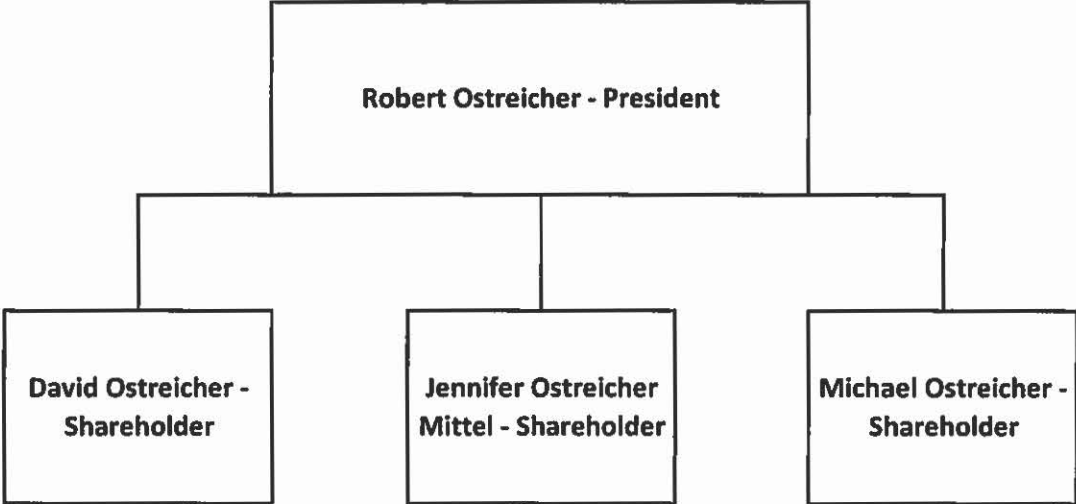 Robert Ostreicher - President
David Ostreicher -
Shareholder
Jennifer Ostreicher
Mittel - Shareholder
Michael Ostreicher -
Shareholder